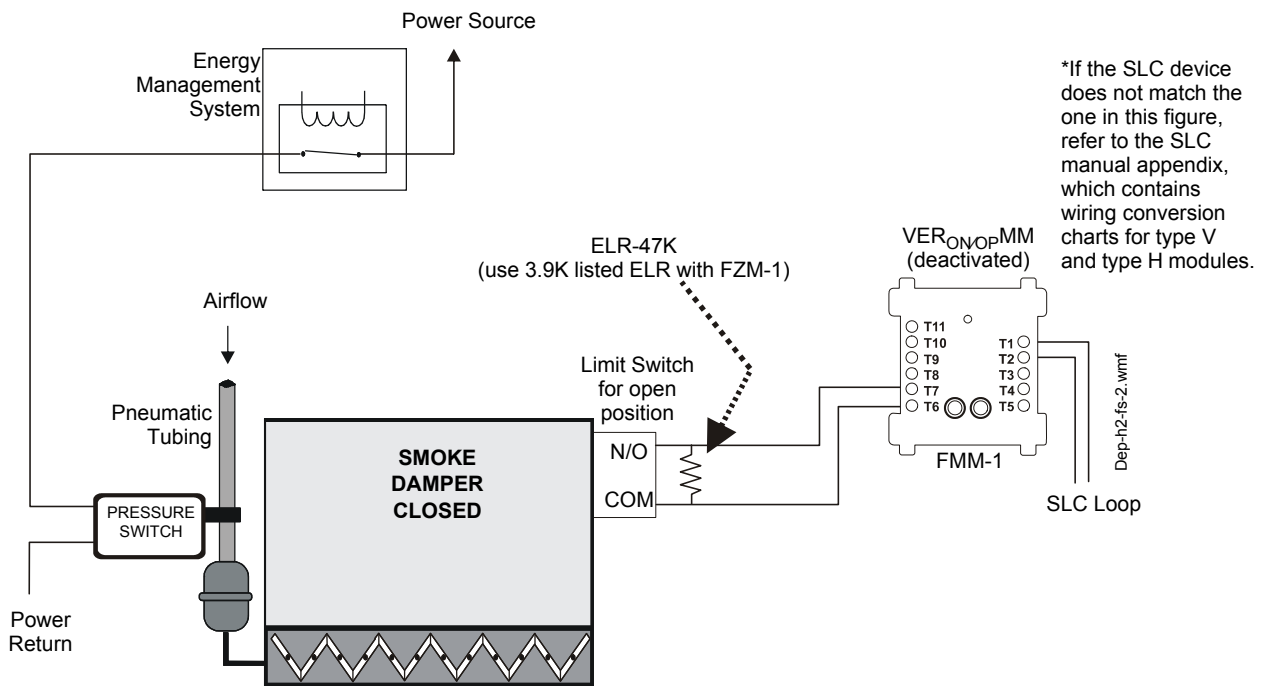 Power Source
Energy
Management
System
*If the SLC device
does not match the
one in this figure,
refer to the SLC
manual appendix,
which contains
wiring conversion
charts for type V
and type H modules.
ELR-47K
(use 3.9K listed ELR with FZM-1)
VERON/OPMM
(deactivated)
Airflow
Limit Switch
for open
position
Pneumatic
Tubing
T11
T10
T9
T8
T7
T6
T1
T2
T3
T4
T5
FMM-1
Dep-h2-fs-2.wmf
SLC Loop
N/O
COM
SMOKE
DAMPER
CLOSED
PRESSURE
SWITCH
Power
Return